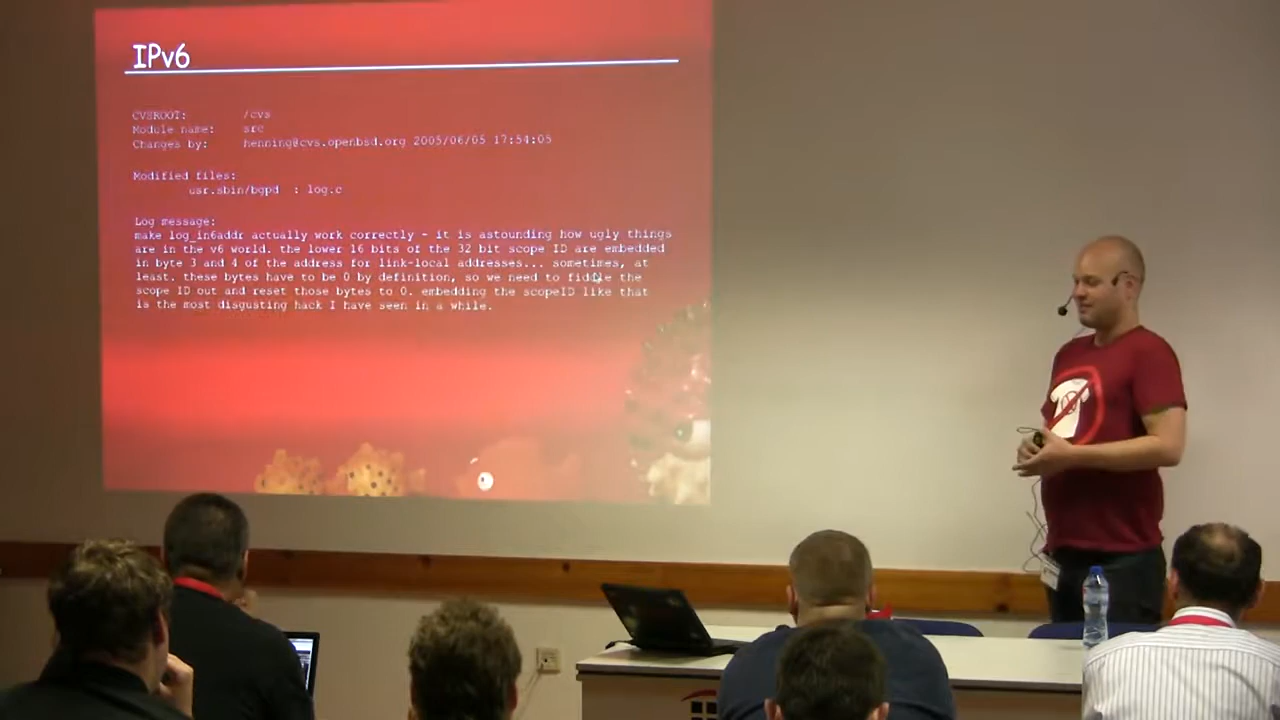 IPv6
CVSROOT: /cvs
Module name: src
Changes by: henning@cvs.openbsd.org 2005/06/05 17:54:05
Modified files:
usr.sbin/bgpd : log.c
Log message:
make log_in6addr actually work correctly - it is astounding how ugly things
are in the v6 world. the lower 16 bits of the 32 bit scope ID are embedded
in byte 3 and 4 of the address for link-local addresses... sometimes, at
least. these bytes have to be 0 by definition, so we need to fiddle the
scope ID out and reset those bytes to 0. embedding the scopeID like that
is the most disgusting hack I have seen in a while.